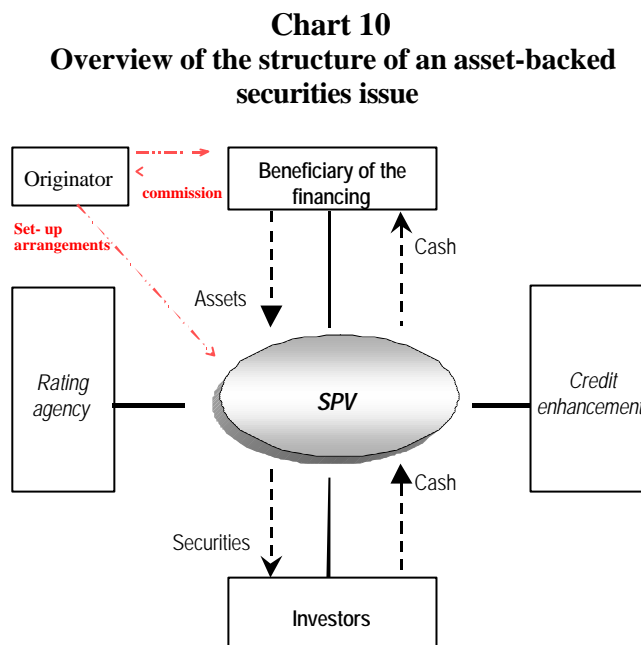 Chart 10
Overview of the structure of an asset-backed
securities issue
Originator
commission
Beneficiary of the
financing
Set- up
arrangements
Cash
Assets
Rating
agency
SPV
Credit
enhancement
Cash
Securities
Investors